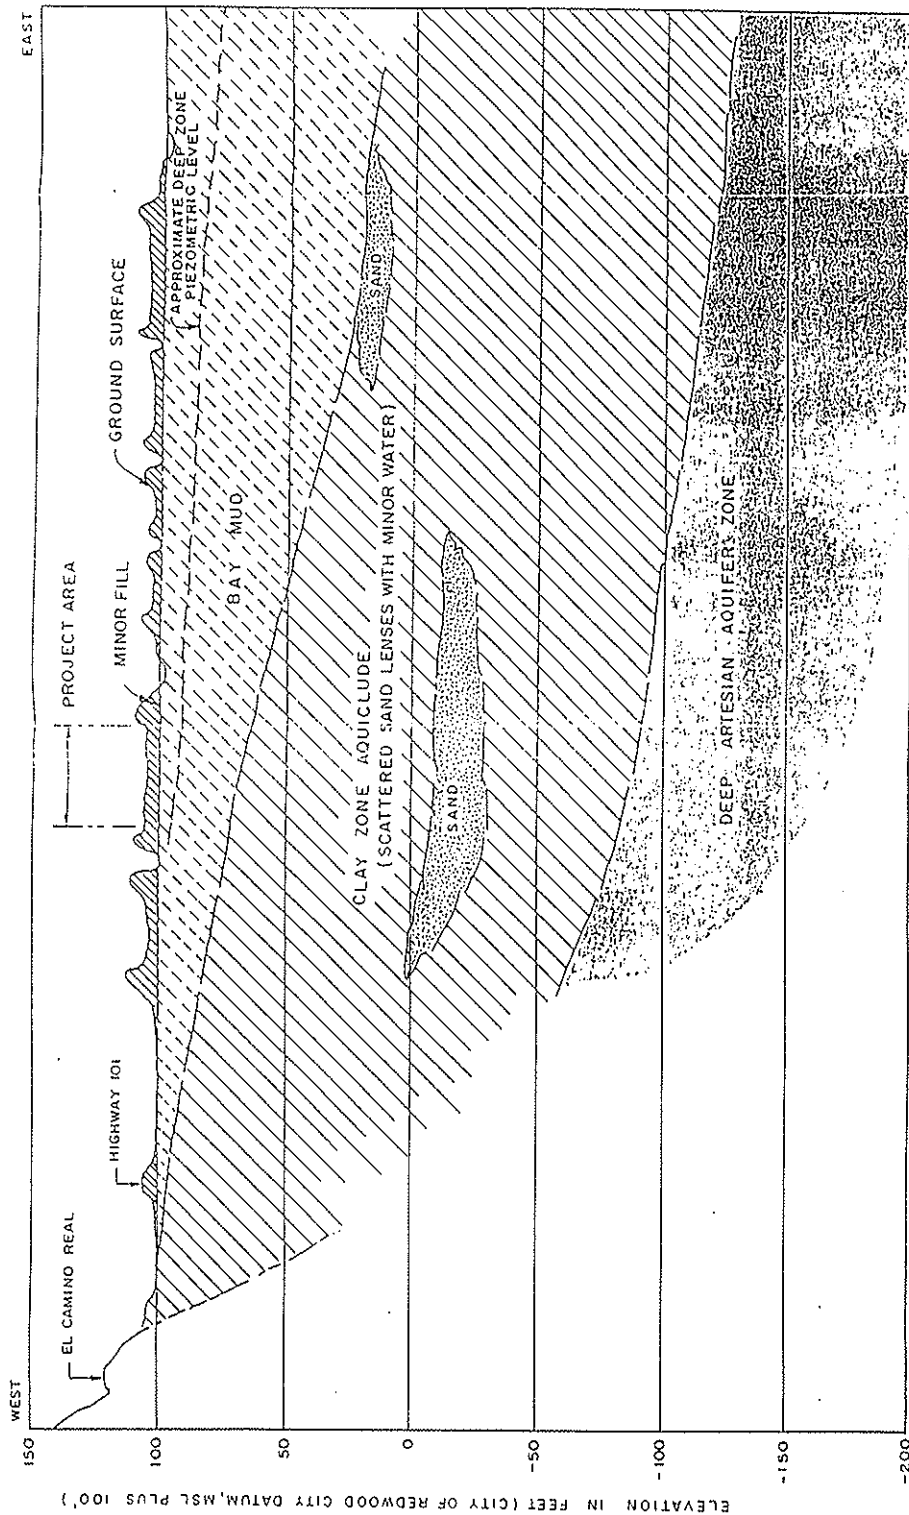 WEST
EAST
EL CAMINO REAL
HIGHWAY 101
PROJECT AREA
MINOR FILL
GROUND SURFACE
APPROXIMATE DEEP ZONE
PIEZOMETRIC LEVEL
BAY MUD
SAND
CLAY ZONE AQUICLUDE
(SCATTERED SAND LENSES WITH MINOR WATER)
SAND
DEEP ARTESIAN AQUIFER ZONE
150
100
50
0
-50
-100
-150
-200
ELEVATION IN FEET (CITY OF REDWOOD CITY DATUM, MSL PLUS 100')